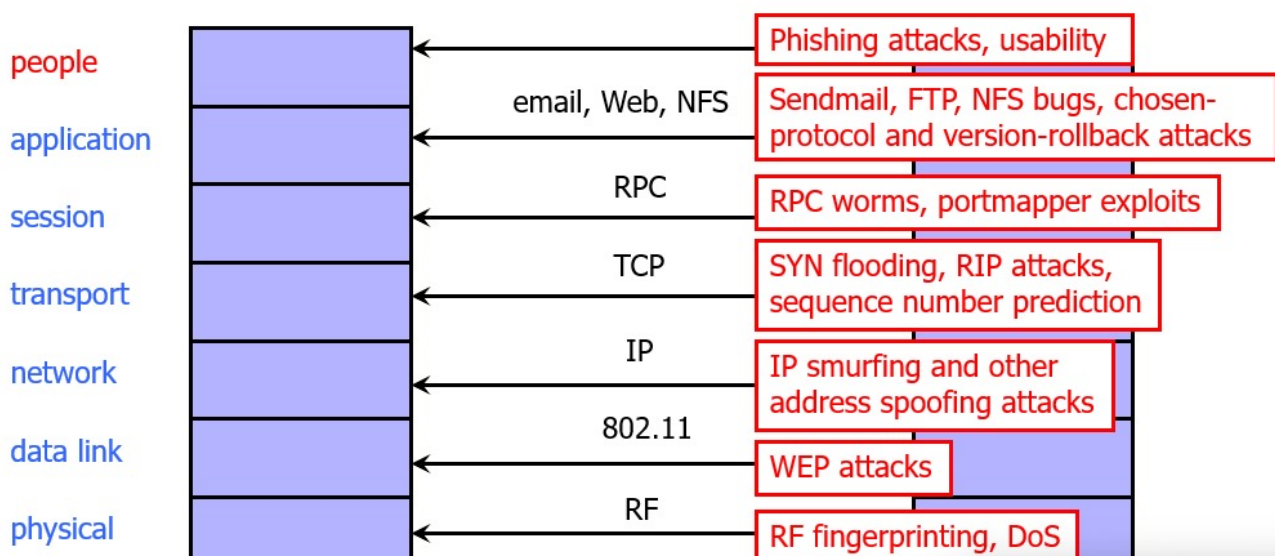 people
Phishing attacks, usability
application
email, Web, NFS
Sendmail, FTP, NFS bugs, chosen-
protocol and version-rollback attacks
session
RPC
RPC worms, portmapper exploits
transport
TCP
SYN flooding, RIP attacks,
sequence number prediction
network
IP
IP smurfing and other
address spoofing attacks
data link
802.11
WEP attacks
physical
RF
RF fingerprinting, DoS